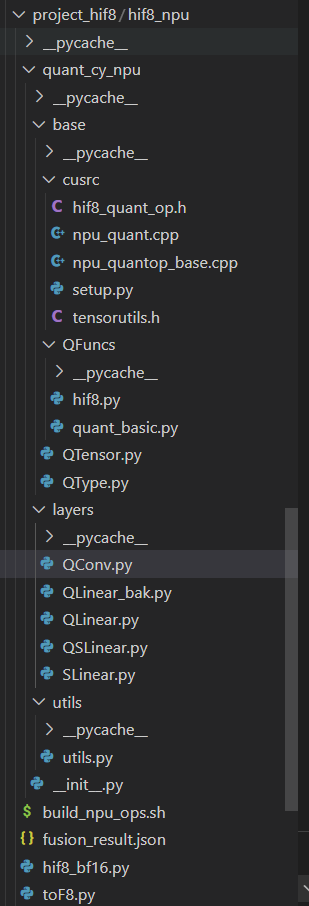 project_hif8 / hif8_npu
__pycache__
quant_cy_npu
__pycache__
base
__pycache__
cusrc
C hif8_quant_op.h
npu_quant.cpp
npu_quantop_base.cpp
setup.py
C tensorutils.h
QFuncs
__pycache__
hif8.py
quant_basic.py
QTensor.py
QType.py
layers
__pycache__
QConv.py
QLinear_bak.py
QLinear.py
QSLinear.py
SLinear.py
utils
__pycache__
utils.py
__init__.py
$ build_npu_ops.sh
{} fusion_result.json
hif8_bf16.py
toF8.py